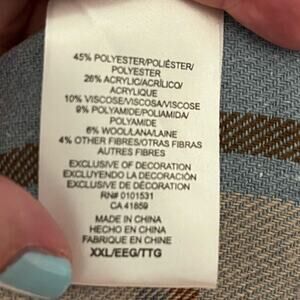 45% POLYESTER/POLIÉSTER/
POLYESTER
26% ACRYLIC/ACRÍLICO/
ACRYLIQUE
10% VISCOSE/VISCOSA/VISCOSE
9% POLYAMIDE/POLIAMIDA/
POLYAMIDE
6% WOOL/LANA/LAINE
4% OTHER FIBRES/OTRAS FIBRAS
AUTRES FIBRES
EXCLUSIVE OF DECORATION
EXCLUYENDO LA DECORACIÓN
EXCLUSIVE DE DÉCORATION
RN# 0101531
CA 41859
MADE IN CHINA
HECHO EN CHINA
FABRIQUE EN CHINE
XXL/EEG/TTG